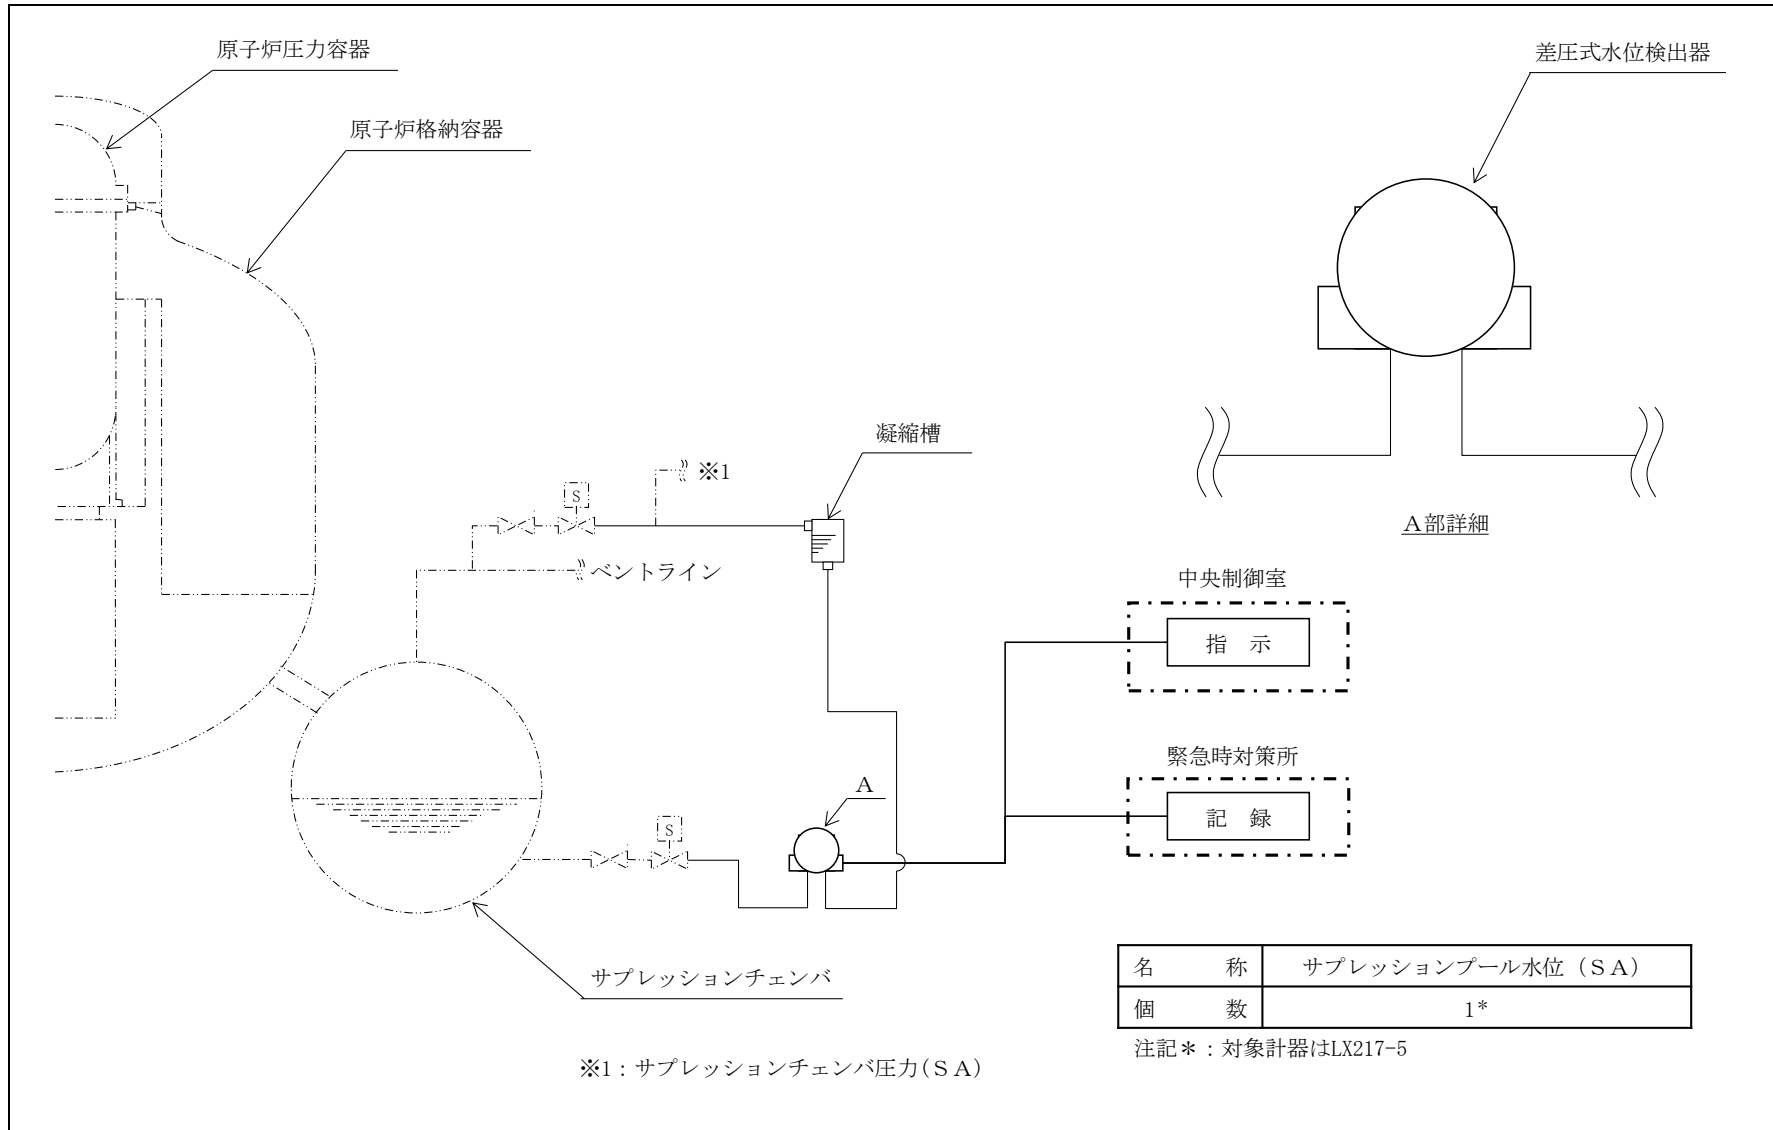 原子炉圧力容器
差圧式水位検出器
原子炉格納容器
凝縮槽
※1
S
A部詳細
ベントライン
中央制御室
指　示
緊急時対策所
A
記　録
S
サプレッションチェンバ
名　称　サプレッションプール水位（ＳＡ）
個　数　1*
注記＊：対象計器はLX217-5
※1：サプレッションチェンバ圧力(ＳＡ)